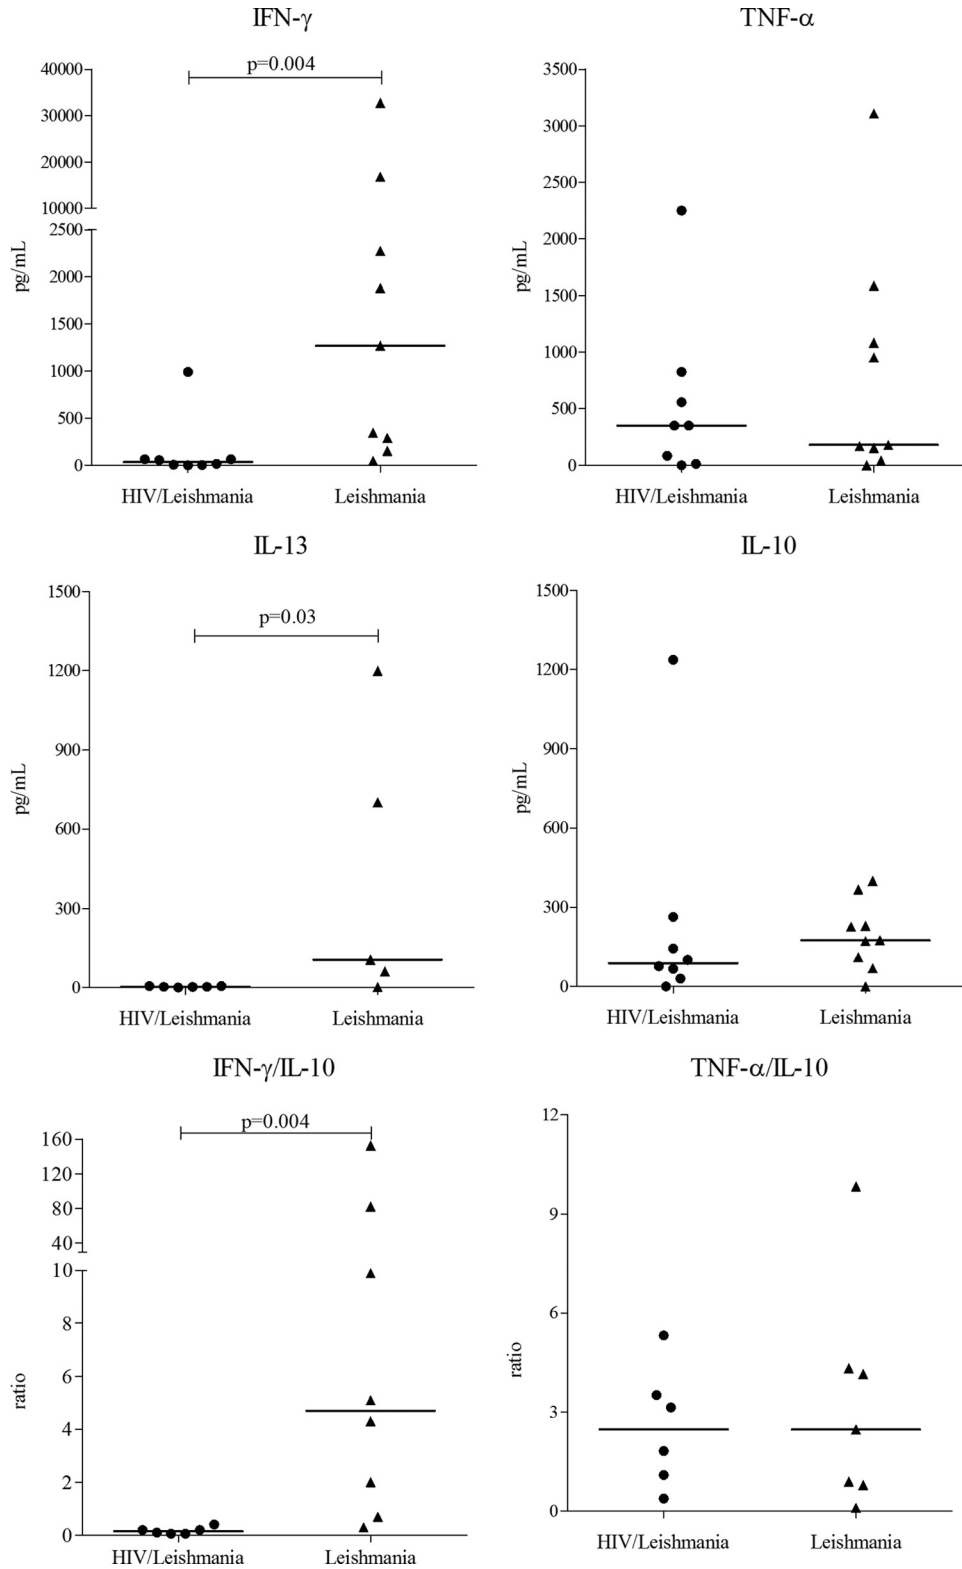 IFN-γ
p=0.004
40000
30000
20000
10000
2500
2000
1500
1000
500
0
pg/mL
HIV/Leishmania
Leishmania
TNF-α
3500
3000
2500
2000
1500
1000
500
0
pg/mL
HIV/Leishmania
Leishmania
IL-13
p=0.03
1500
1200
900
600
300
0
pg/mL
HIV/Leishmania
Leishmania
IL-10
1500
1200
900
600
300
0
pg/mL
HIV/Leishmania
Leishmania
IFN-γ/IL-10
p=0.004
160
120
80
40
10
8
6
4
2
0
ratio
HIV/Leishmania
Leishmania
TNF-α/IL-10
12
9
6
3
0
ratio
HIV/Leishmania
Leishmania